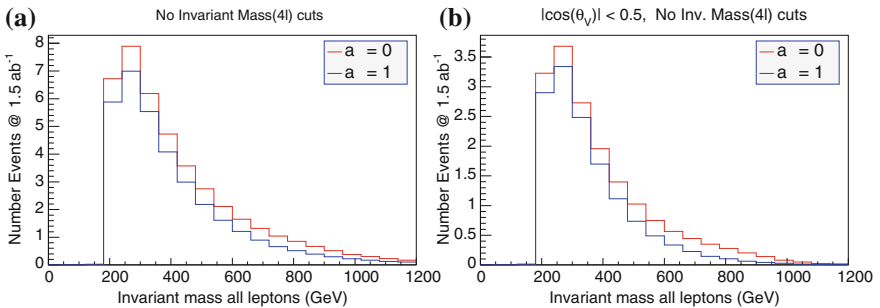 (a)
No Invariant Mass(4l) cuts
Number Events @ 1.5 ab⁻¹
8
7
6
5
4
3
2
1
0
a = 0
a = 1
0 200 400 600 800 1000 1200
Invariant mass all leptons (GeV)
(b)
|cos(θ_V)| < 0.5, No Inv. Mass(4l) cuts
Number Events @ 1.5 ab⁻¹
3.5
3
2.5
2
1.5
1
0.5
0
a = 0
a = 1
0 200 400 600 800 1000 1200
Invariant mass all leptons (GeV)